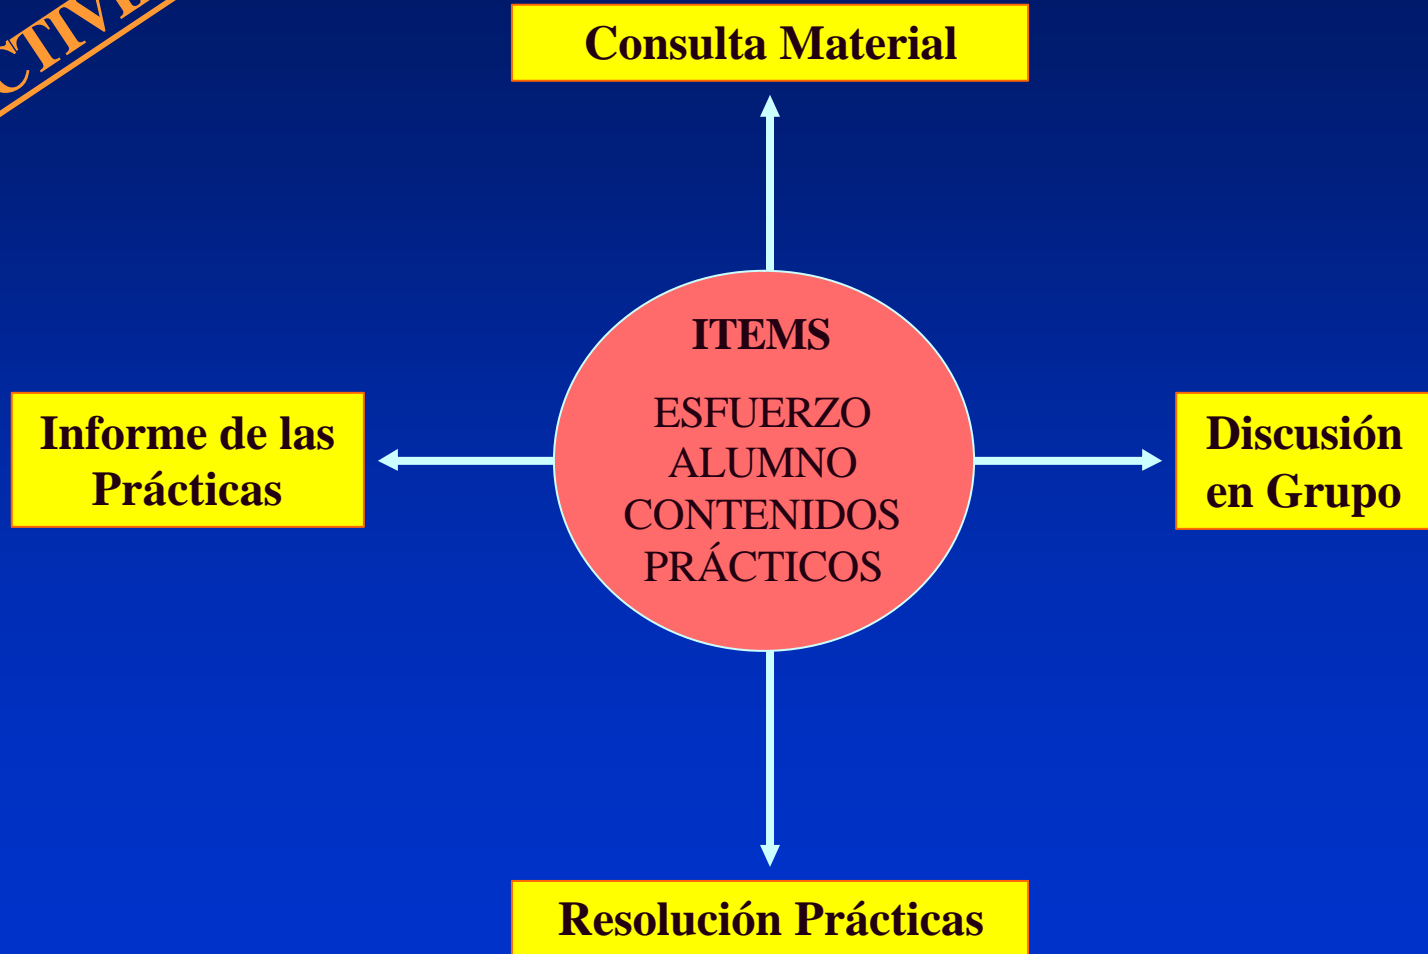 Consulta Material
ITEMS
ESFUERZO
ALUMNO
CONTENIDOS
PRÁCTICOS
Informe de las
Prácticas
Discusión
en Grupo
Resolución Prácticas